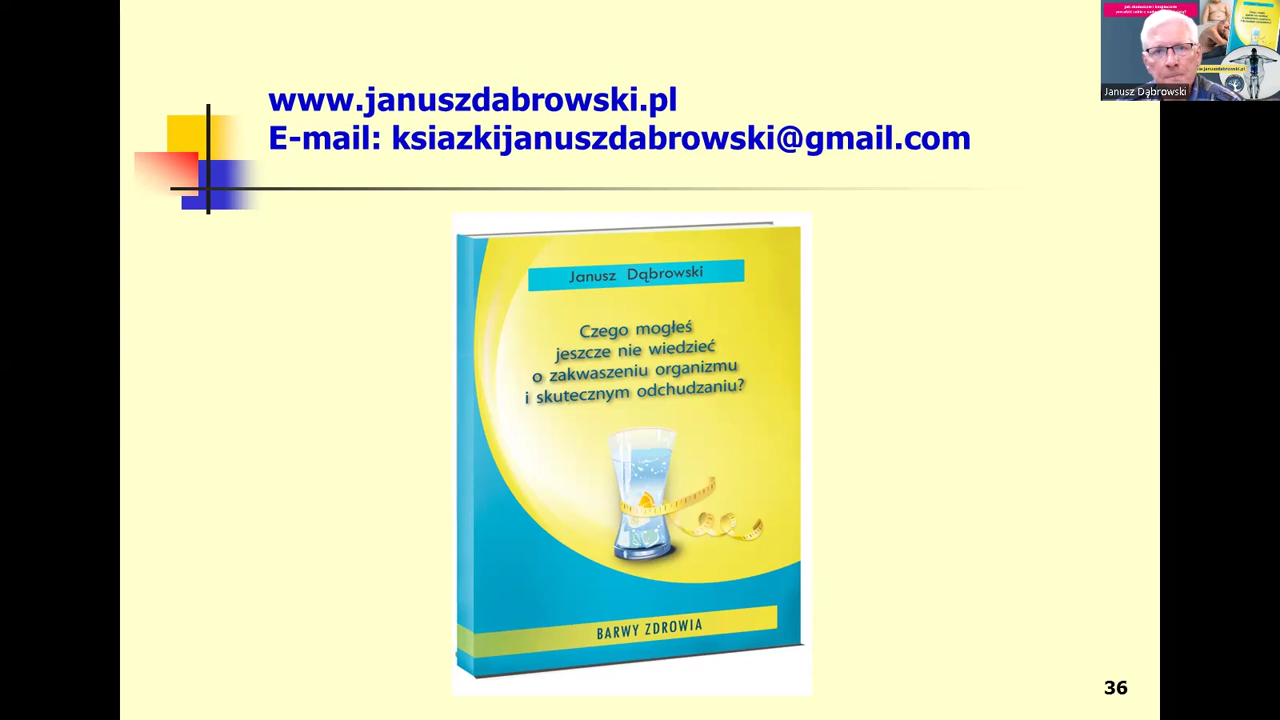 www.januszdabrowski.pl
E-mail: ksiazkijanuszdabrowski@gmail.com
Janusz Dąbrowski
Czego mogłeś
jeszcze nie wiedzieć
o zakwaszeniu organizmu
i skutecznym odchudzaniu?
BARWY ZDROWIA
36
Janusz Dąbrowski